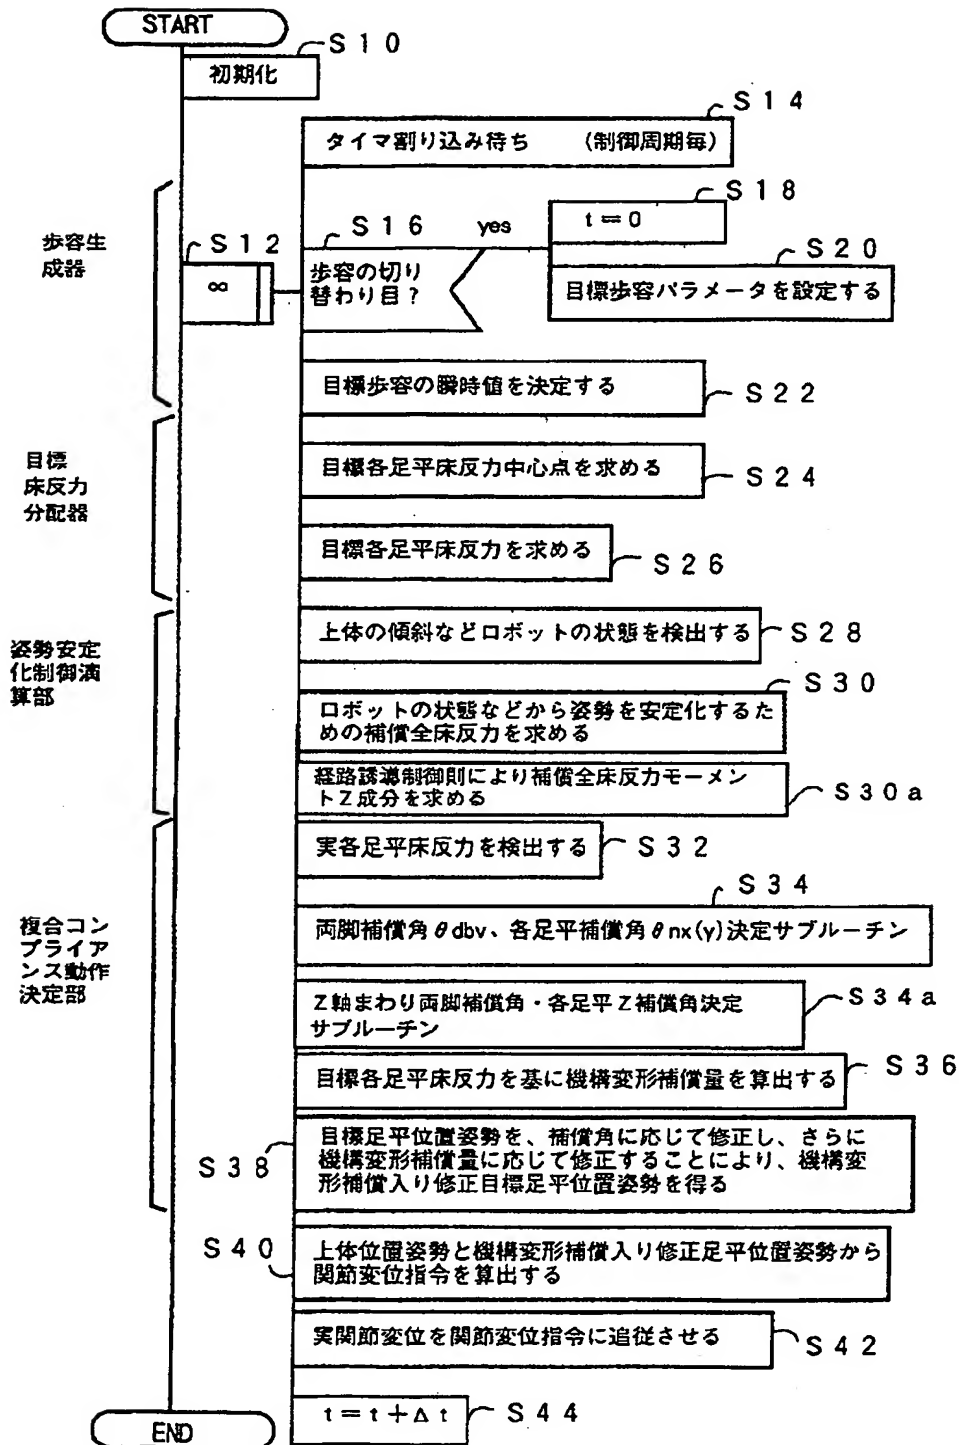 START
S10
初期化
S14
タイマ割り込み待ち (制御周期毎)
S18
t=0
S16
yes
歩容生
成器
S12
∞
歩容の切り
替わり目?
S20
目標歩容パラメータを設定する
目標歩容の瞬時値を決定する
S22
目標
床反力
分配器
目標各足平床反力中心点を求める
S24
目標各足平床反力を求める
S26
姿勢安定
化制御演
算部
上体の傾斜などロボットの状態を検出する
S28
S30
ロボットの状態などから姿勢を安定化するた
めの補償全床反力を求める
経路誘導制御則により補償全床反力モーメン
トZ成分を求める
S30a
実各足平床反力を検出する
S32
複合コン
プライア
ンス動作
決定部
S34
両脚補償角θdbv、各足平補償角θnx(y)決定サブルーチン
Z軸まわり両脚補償角・各足平Z補償角決定
サブルーチン
S34a
目標各足平床反力を基に機構変形補償量を算出する
S36
S38
目標足平位置姿勢を、補償角に応じて修正し、さらに
機構変形補償量に応じて修正することにより、機構変
形補償入り修正目標足平位置姿勢を得る
S40
上体位置姿勢と機構変形補償入り修正足平位置姿勢から
関節変位指令を算出する
実関節変位を関節変位指令に追従させる
S42
t=t+Δt
S44
END